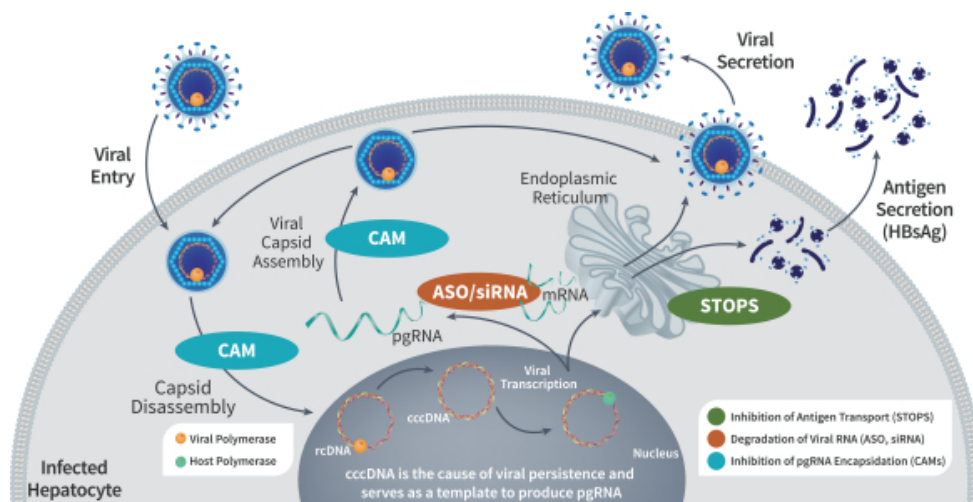 Viral
Secretion
Viral
Entry
Endoplasmic
Reticulum
Antigen
Secretion
(HBsAg)
Viral
Capsid
Assembly
CAM
ASO/siRNA
mRNA
STOPS
pgRNA
CAM
Capsid
Disassembly
Viral
Transcription
cccDNA
rcDNA
Nucleus
Viral Polymerase
Host Polymerase
Inhibition of Antigen Transport (STOPS)
Degradation of Viral RNA (ASO, siRNA)
Inhibition of pgRNA Encapsidation (CAMs)
Infected
Hepatocyte
cccDNA is the cause of viral persistence and
serves as a template to produce pgRNA